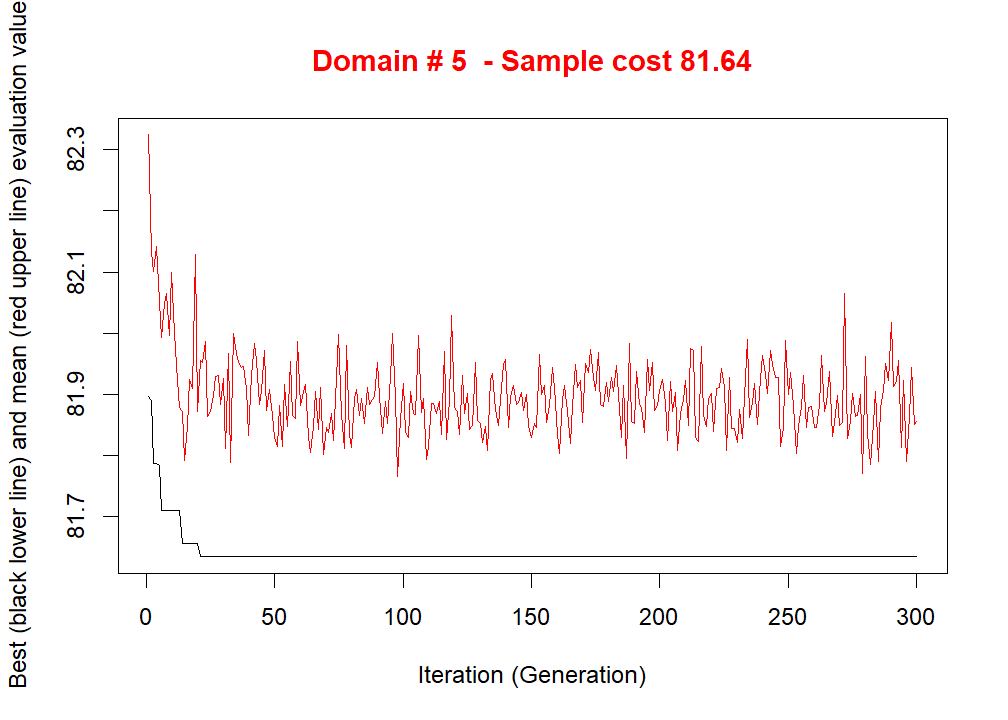 Domain # 5  - Sample cost 81.64
Best (black lower line) and mean (red upper line) evaluation value
82.3
82.1
81.9
81.7
0 50 100 150 200 250 300
Iteration (Generation)